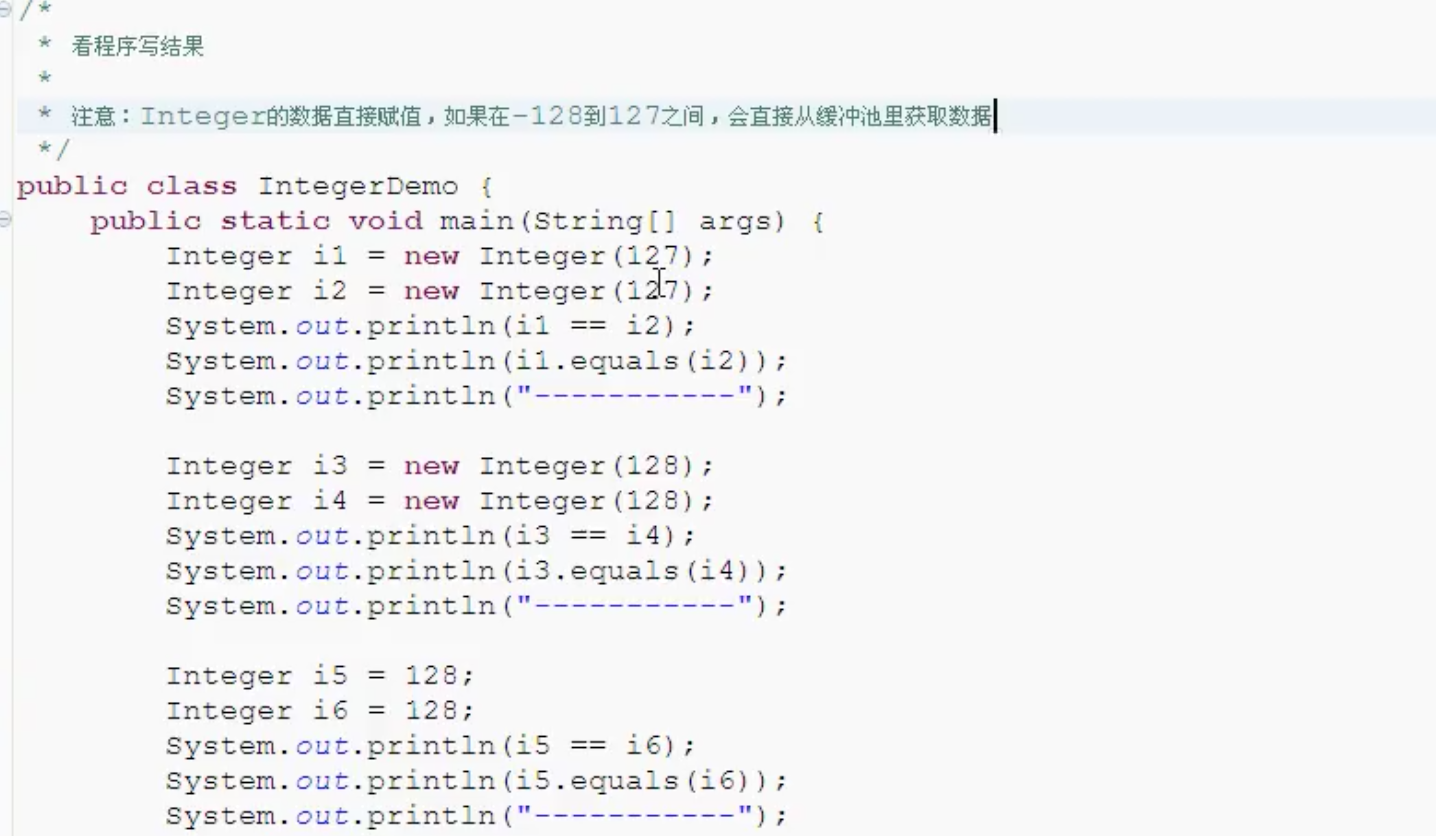 /*
 * 看程序写结果
 *
 * 注意：Integer的数据直接赋值，如果在-128到127之间，会直接从缓冲池里获取数据
 */
public class IntegerDemo {
    public static void main(String[] args) {
        Integer i1 = new Integer(127);
        Integer i2 = new Integer(127);
        System.out.println(i1 == i2);
        System.out.println(i1.equals(i2));
        System.out.println("-----------");

        Integer i3 = new Integer(128);
        Integer i4 = new Integer(128);
        System.out.println(i3 == i4);
        System.out.println(i3.equals(i4));
        System.out.println("-----------");

        Integer i5 = 128;
        Integer i6 = 128;
        System.out.println(i5 == i6);
        System.out.println(i5.equals(i6));
        System.out.println("-----------");